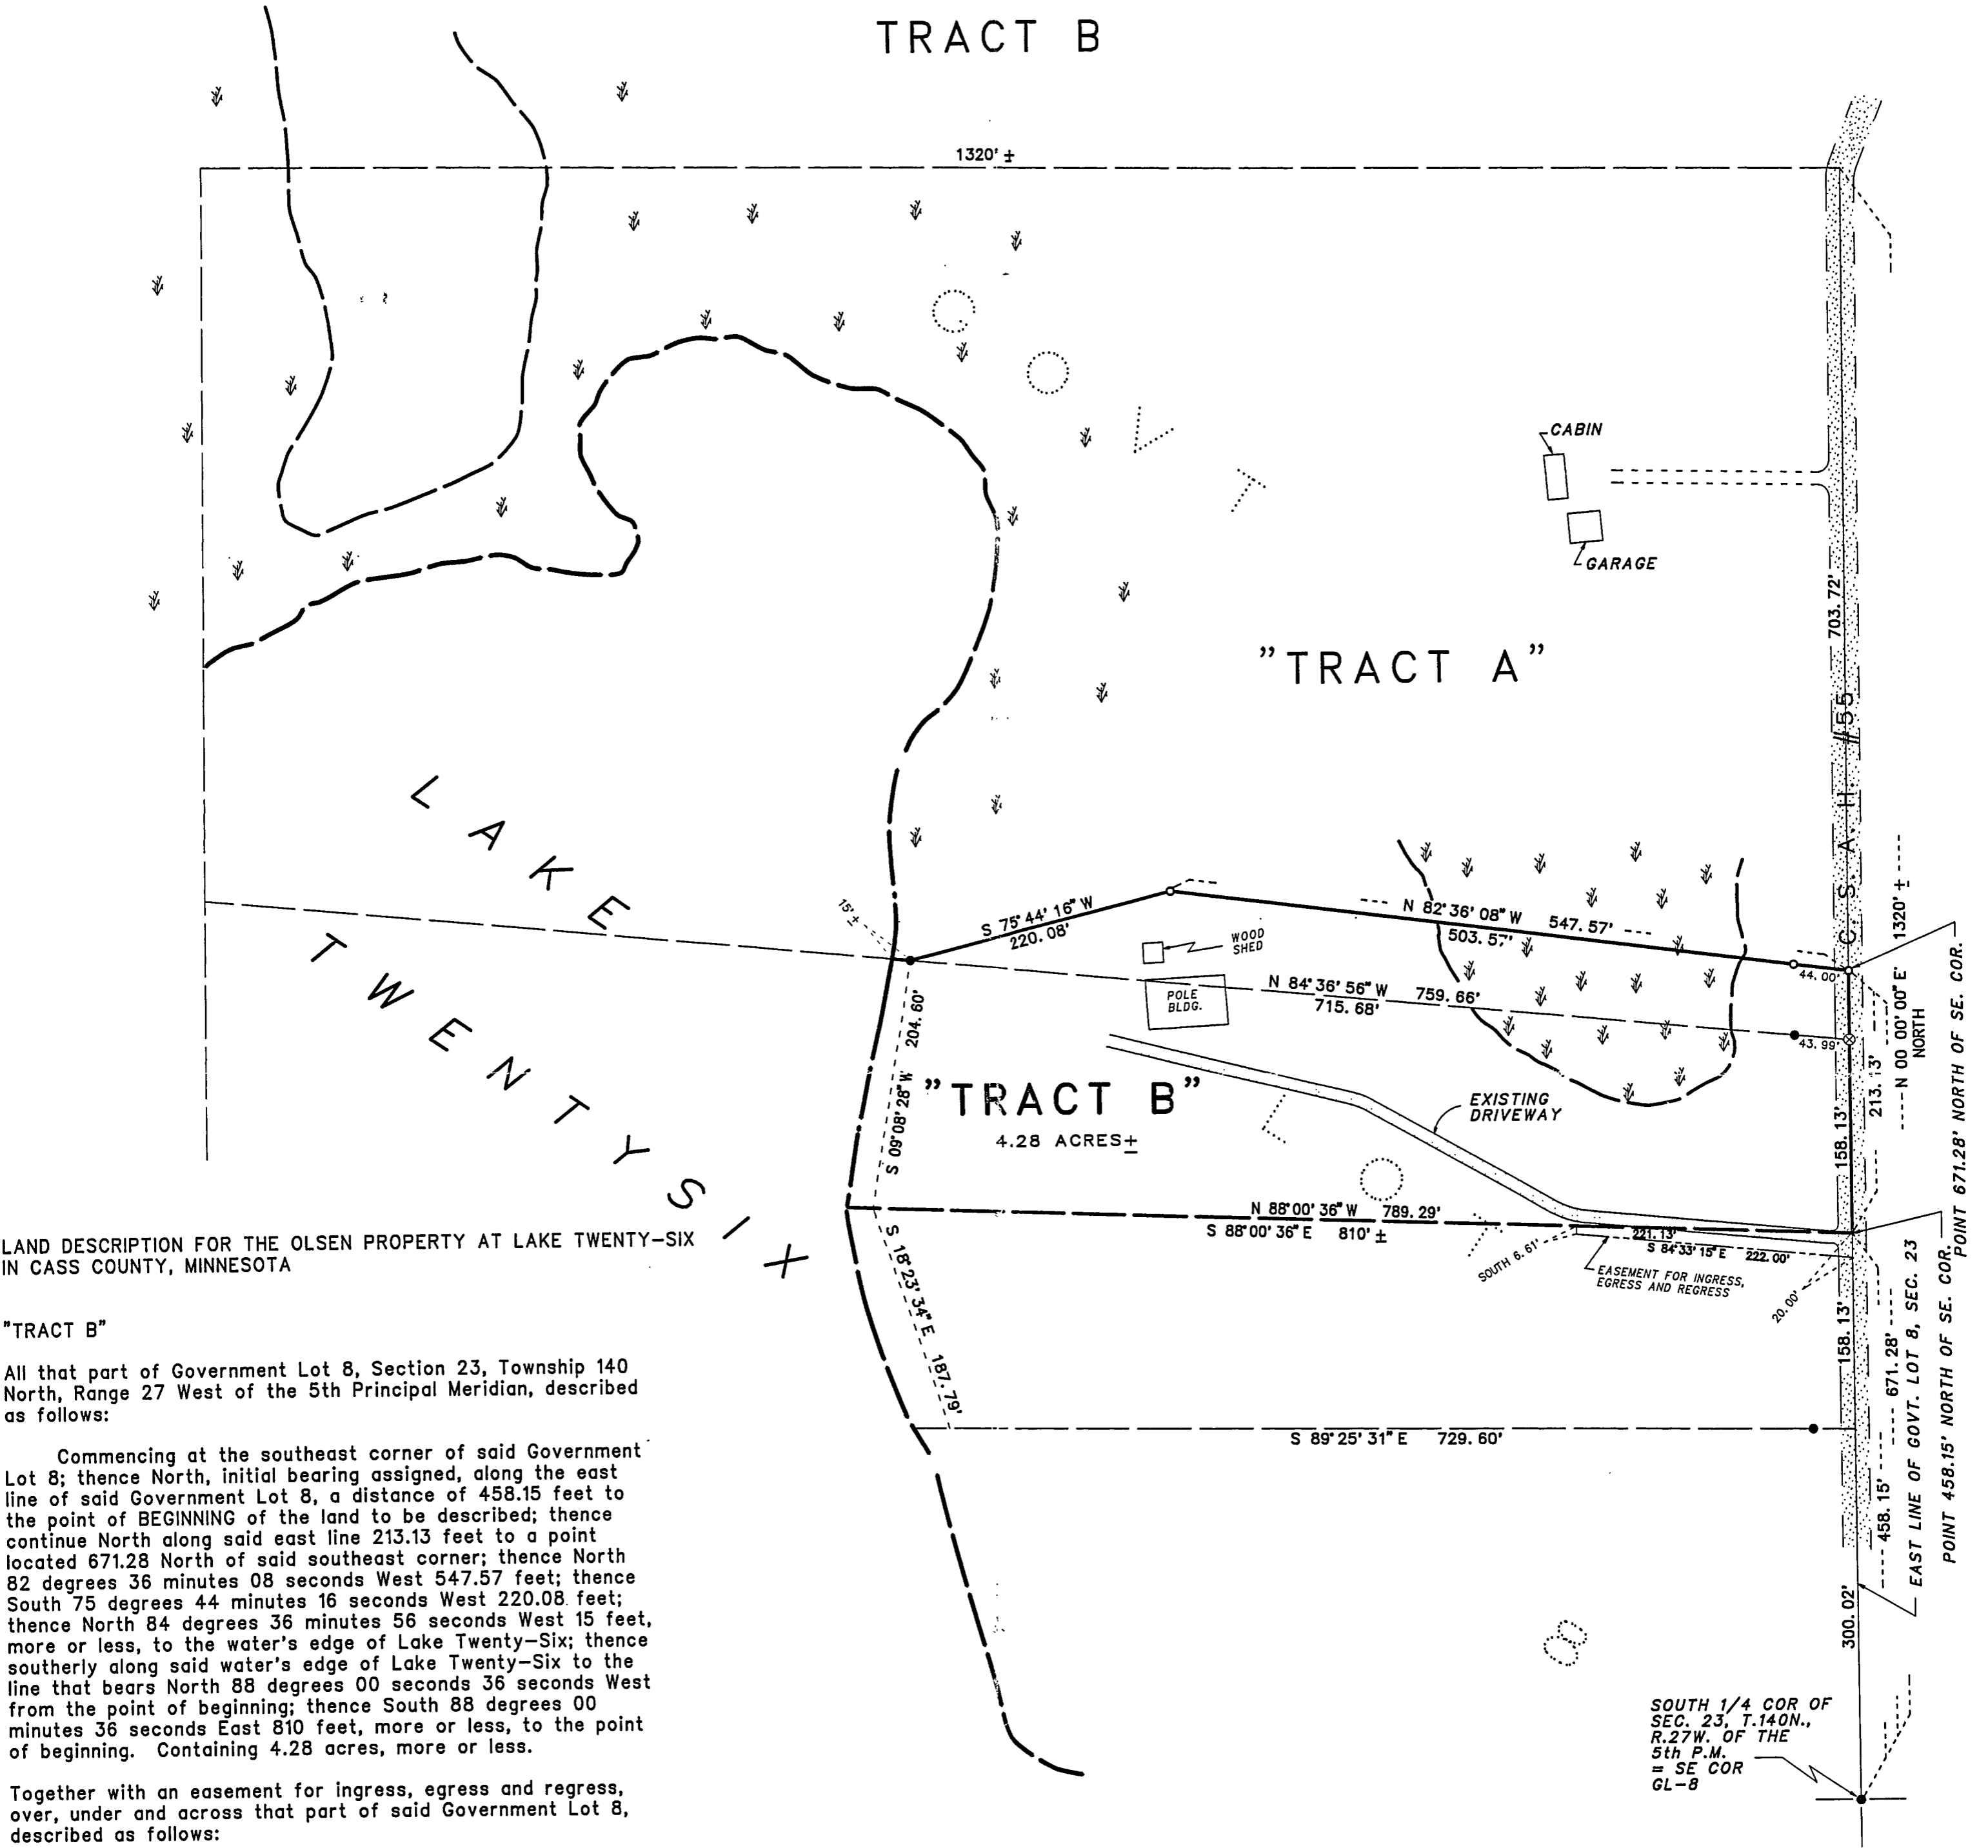 TRACT B
1320' ±
GOVT
CABIN
GARAGE
703.72'
"TRACT A"
C. S. A. H. #55
LAKE
TWENTY SIX
15' ±
S 75° 44' 16" W
220.08'
N 82° 36' 08" W 547.57'
503.57'
44.00'
WOOD
SHED
POLE
BLDG.
N 84° 36' 56" W 759.66'
715.68'
43.99'
N 00° 00' 00" E 1320' ±
NORTH
213.13'
158.13'
POINT 671.28' NORTH OF SE. COR.
S 09° 08' 28" W 204.60'
"TRACT B"
4.28 ACRES±
EXISTING
DRIVEWAY
LOT
N 88° 00' 36" W 789.29'
S 88° 00' 36" E 810' ±
221.13'
S 84° 33' 15" E 222.00'
SOUTH 6.61'
EASEMENT FOR INGRESS,
EGRESS AND REGRESS
20.00'
S 18° 23' 34" E 187.79'
158.13'
671.28'
S 89° 25' 31" E 729.60'
458.15'
EAST LINE OF GOVT. LOT 8, SEC. 23
POINT 458.15' NORTH OF SE. COR.
300.02'
8
SOUTH 1/4 COR OF
SEC. 23, T.140N.,
R.27W. OF THE
5th P.M.
= SE COR
GL-8
LAND DESCRIPTION FOR THE OLSEN PROPERTY AT LAKE TWENTY-SIX
IN CASS COUNTY, MINNESOTA
"TRACT B"
All that part of Government Lot 8, Section 23, Township 140
North, Range 27 West of the 5th Principal Meridian, described
as follows:
Commencing at the southeast corner of said Government
Lot 8; thence North, initial bearing assigned, along the east
line of said Government Lot 8, a distance of 458.15 feet to
the point of BEGINNING of the land to be described; thence
continue North along said east line 213.13 feet to a point
located 671.28 North of said southeast corner; thence North
82 degrees 36 minutes 08 seconds West 547.57 feet; thence
South 75 degrees 44 minutes 16 seconds West 220.08 feet;
thence North 84 degrees 36 minutes 56 seconds West 15 feet,
more or less, to the water's edge of Lake Twenty-Six; thence
southerly along said water's edge of Lake Twenty-Six to the
line that bears North 88 degrees 00 seconds 36 seconds West
from the point of beginning; thence South 88 degrees 00
minutes 36 seconds East 810 feet, more or less, to the point
of beginning. Containing 4.28 acres, more or less.
Together with an easement for ingress, egress and regress,
over, under and across that part of said Government Lot 8,
described as follows: